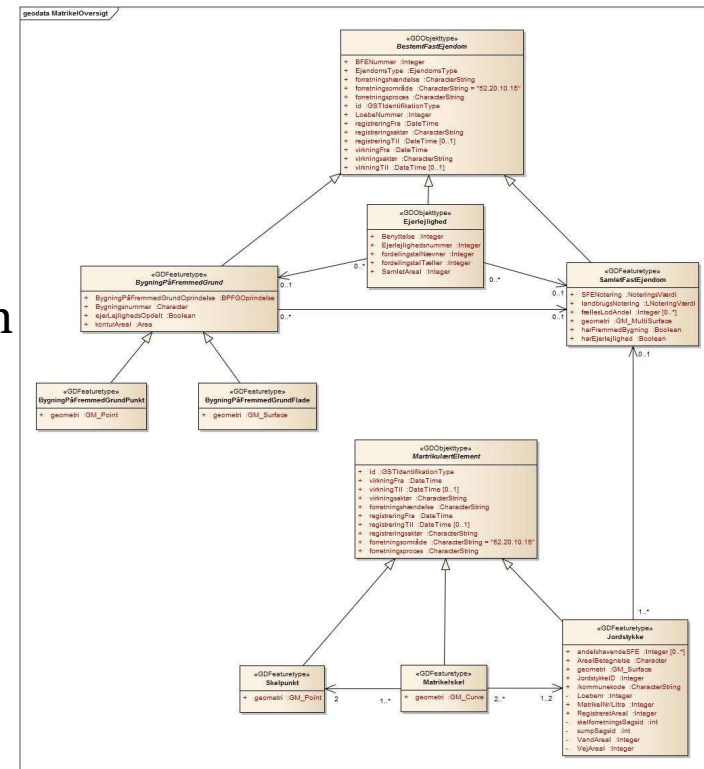 geodata MatrikelOversigt
«GDObjekttype»
BestemtFastEjendom
+ BFENummer :Integer
+ EjendomsType :EjendomsType
+ forretningshændelse :CharacterString
+ forretningsområde :CharacterString = "52.20.10.15"
+ forretningsproces :CharacterString
+ id :GSTIdentifikationType
+ LoebeNummer :Integer
+ registreringFra :DateTime
+ registreringsaktør :CharacterString
+ registreringTil :DateTime [0..1]
+ virkningFra :DateTime
+ virkningsaktør :CharacterString
+ virkningTil :DateTime [0..1]
«GDObjekttype»
Ejerlejlighed
+ Benyttelse :Integer
+ Ejerlejlighedsnummer :Integer
+ fordelingstalNævner :Integer
+ fordelingstalTæller :Integer
+ SamletAreal :Integer
0..*
0..*
0..1
0..1
«GDFeaturetype»
BygningPåFremmedGrund
+ BygningPåFremmedGrundOprindelse :BPFGOprindelse
+ Bygningsnummer :Character
+ ejerLejlighedsOpdelt :Boolean
+ konturAreal :Area
0..*
0..1
«GDFeaturetype»
SamletFastEjendom
+ SFENotering :NoteringsVærdi
+ landbrugsNotering :LNoteringVærdi
+ fællesLodAndel :Integer [0..*]
+ geometri :GM_MultiSurface
+ harFremmedBygning :Boolean
+ harEjerlejlighed :Boolean
0..1
n
«GDFeaturetype»
BygningPåFremmedGrundPunkt
+ geometri :GM_Point
«GDFeaturetype»
BygningPåFremmedGrundFlade
+ geometri :GM_Surface
«GDObjekttype»
MartrikulærtElement
+ id :GSTIdentifikationType
+ virkningFra :DateTime
+ virkningTil :DateTime [0..1]
+ virkningsaktør :CharacterString
+ forretningshændelse :CharacterString
+ registreringFra :DateTime
+ registreringTil :DateTime [0..1]
+ registreringsaktør :CharacterString
+ forretningsområde :CharacterString = "52.20.10.15"
+ forretningsproces :CharacterString
1..*
«GDFeaturetype»
Skelpunkt
+ geometri :GM_Point
2
1..*
«GDFeaturetype»
Matrikelskel
+ geometri :GM_Curve
2..*
1..2
«GDFeaturetype»
Jordstykke
+ andelshavendeSFE :Integer [0..*]
+ ArealBetegnelse :Character
+ geometri :GM_Surface
+ JordstykkeID :Integer
+ /kommunekode :CharacterString
- Loebenr :Integer
+ MatrikelNr/Litra :Integer
+ RegistreretAreal :Integer
- skelforretningsSagsid :int
- sumpSagsid :int
- VandAreal :Integer
- VejAreal :Integer